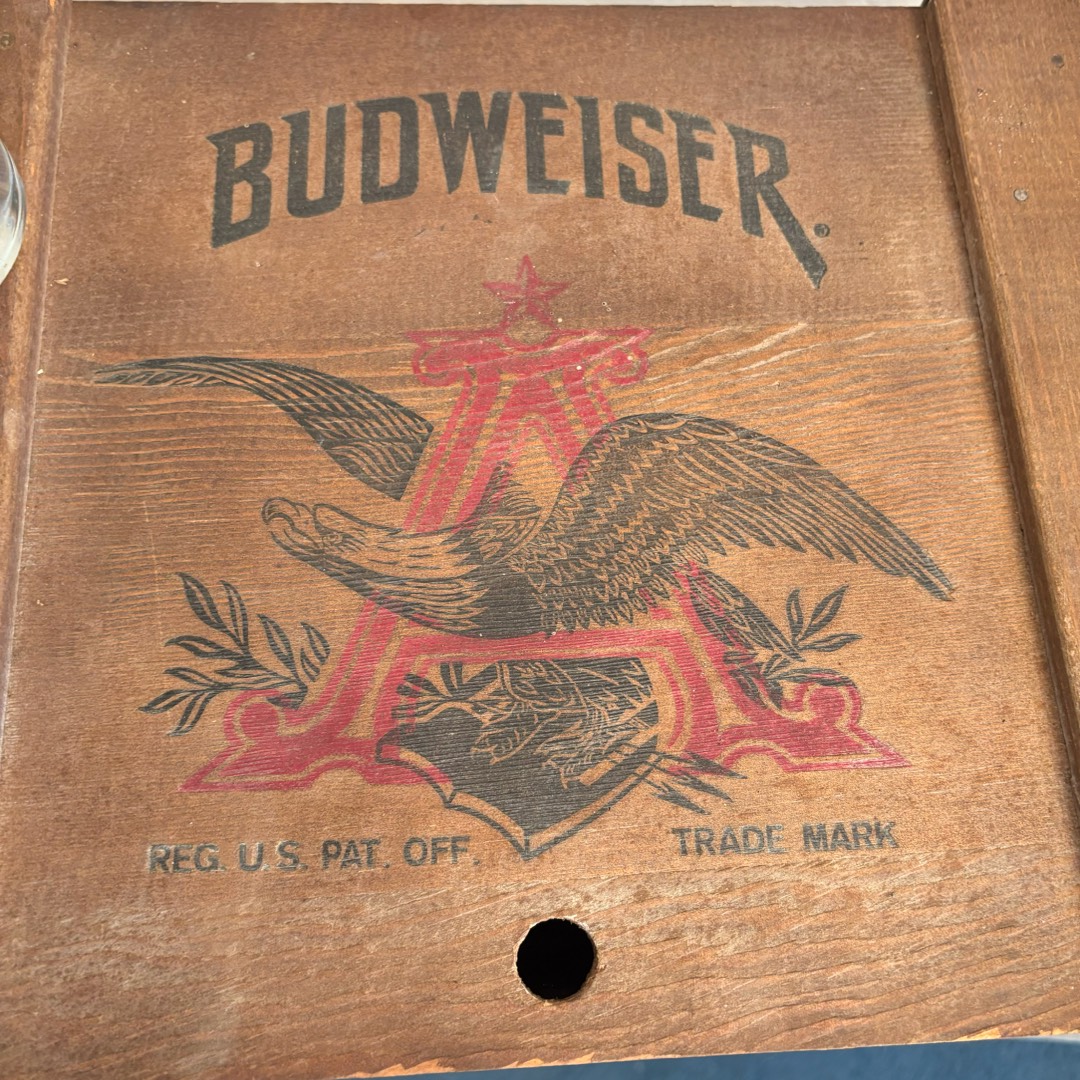 BUDWEISER®
REG. U.S. PAT. OFF. TRADE MARK